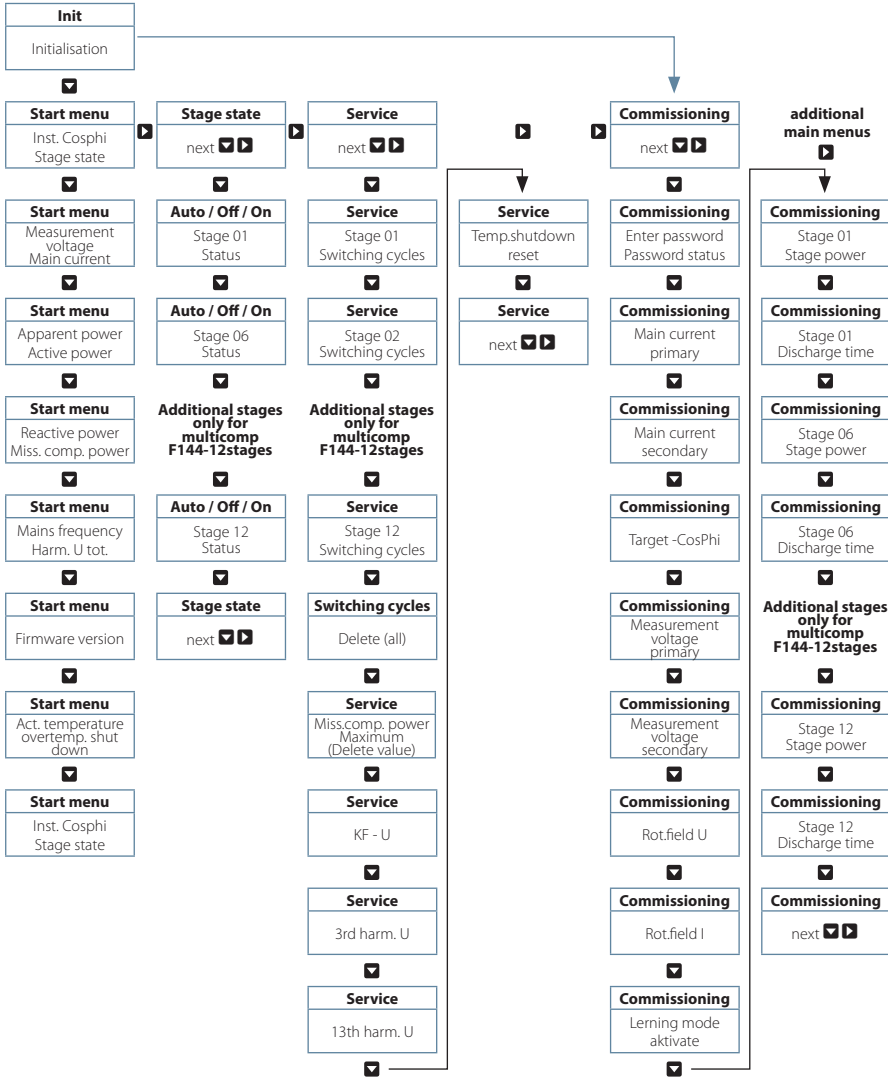 Init
Initialisation
Start menu
Inst. Cosphi
Stage state
Start menu
Measurement
voltage
Main current
Start menu
Apparent power
Active power
Start menu
Reactive power
Miss. comp. power
Start menu
Mains frequency
Harm. U tot.
Start menu
Firmware version
Start menu
Act. temperature
overtemp. shut
down
Start menu
Inst. Cosphi
Stage state
Stage state
next
Auto / Off / On
Stage 01
Status
Auto / Off / On
Stage 06
Status
Additional stages
only for
multicomp
F144-12stages
Auto / Off / On
Stage 12
Status
Stage state
next
Service
next
Service
Stage 01
Switching cycles
Service
Stage 02
Switching cycles
Additional stages
only for
multicomp
F144-12stages
Service
Stage 12
Switching cycles
Switching cycles
Delete (all)
Service
Miss.comp. power
Maximum
(Delete value)
Service
KF - U
Service
3rd harm. U
Service
13th harm. U
Service
Temp.shutdown
reset
Service
next
Commissioning
next
Commissioning
Enter password
Password status
Commissioning
Main current
primary
Commissioning
Main current
secondary
Commissioning
Target -CosPhi
Commissioning
Measurement
voltage
primary
Commissioning
Measurement
voltage
secondary
Commissioning
Rot.field U
Commissioning
Rot.field I
Commissioning
Lerning mode
aktivate
additional
main menus
Commissioning
Stage 01
Stage power
Commissioning
Stage 01
Discharge time
Commissioning
Stage 06
Stage power
Commissioning
Stage 06
Discharge time
Additional stages
only for
multicomp
F144-12stages
Commissioning
Stage 12
Stage power
Commissioning
Stage 12
Discharge time
Commissioning
next